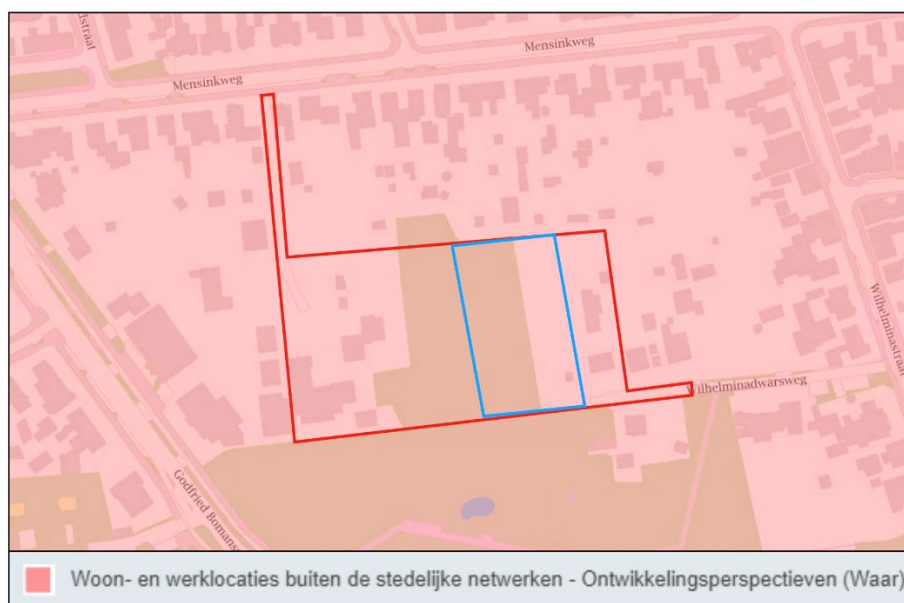 Mensinkweg
Mensinkweg
Wilhelminastraat
Wilhelminadwarsweg
Godfried Bomans
Woon- en werklocaties buiten de stedelijke netwerken - Ontwikkelingsperspectieven (Waar)